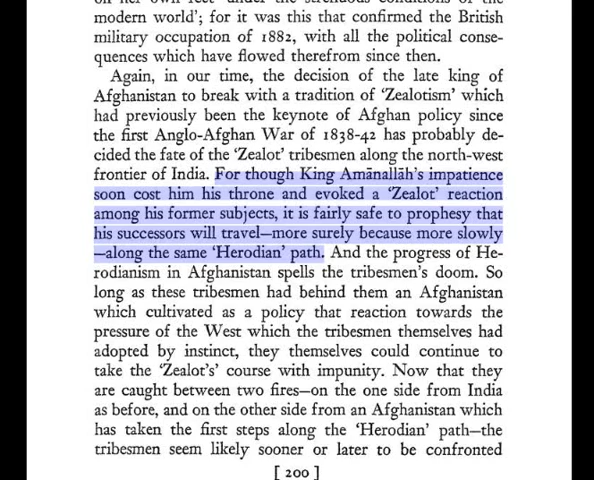 on her own feet 'under the strenuous conditions of the
modern world'; for it was this that confirmed the British
military occupation of 1882, with all the political conse-
quences which have flowed therefrom since then.
Again, in our time, the decision of the late king of
Afghanistan to break with a tradition of 'Zealotism' which
had previously been the keynote of Afghan policy since
the first Anglo-Afghan War of 1838-42 has probably de-
cided the fate of the 'Zealot' tribesmen along the north-west
frontier of India. For though King Amānallāh's impatience
soon cost him his throne and evoked a 'Zealot' reaction
among his former subjects, it is fairly safe to prophesy that
his successors will travel—more surely because more slowly
—along the same 'Herodian' path. And the progress of He-
rodianism in Afghanistan spells the tribesmen's doom. So
long as these tribesmen had behind them an Afghanistan
which cultivated as a policy that reaction towards the
pressure of the West which the tribesmen themselves had
adopted by instinct, they themselves could continue to
take the 'Zealot's' course with impunity. Now that they
are caught between two fires—on the one side from India
as before, and on the other side from an Afghanistan which
has taken the first steps along the 'Herodian' path—the
tribesmen seem likely sooner or later to be confronted
[ 200 ]